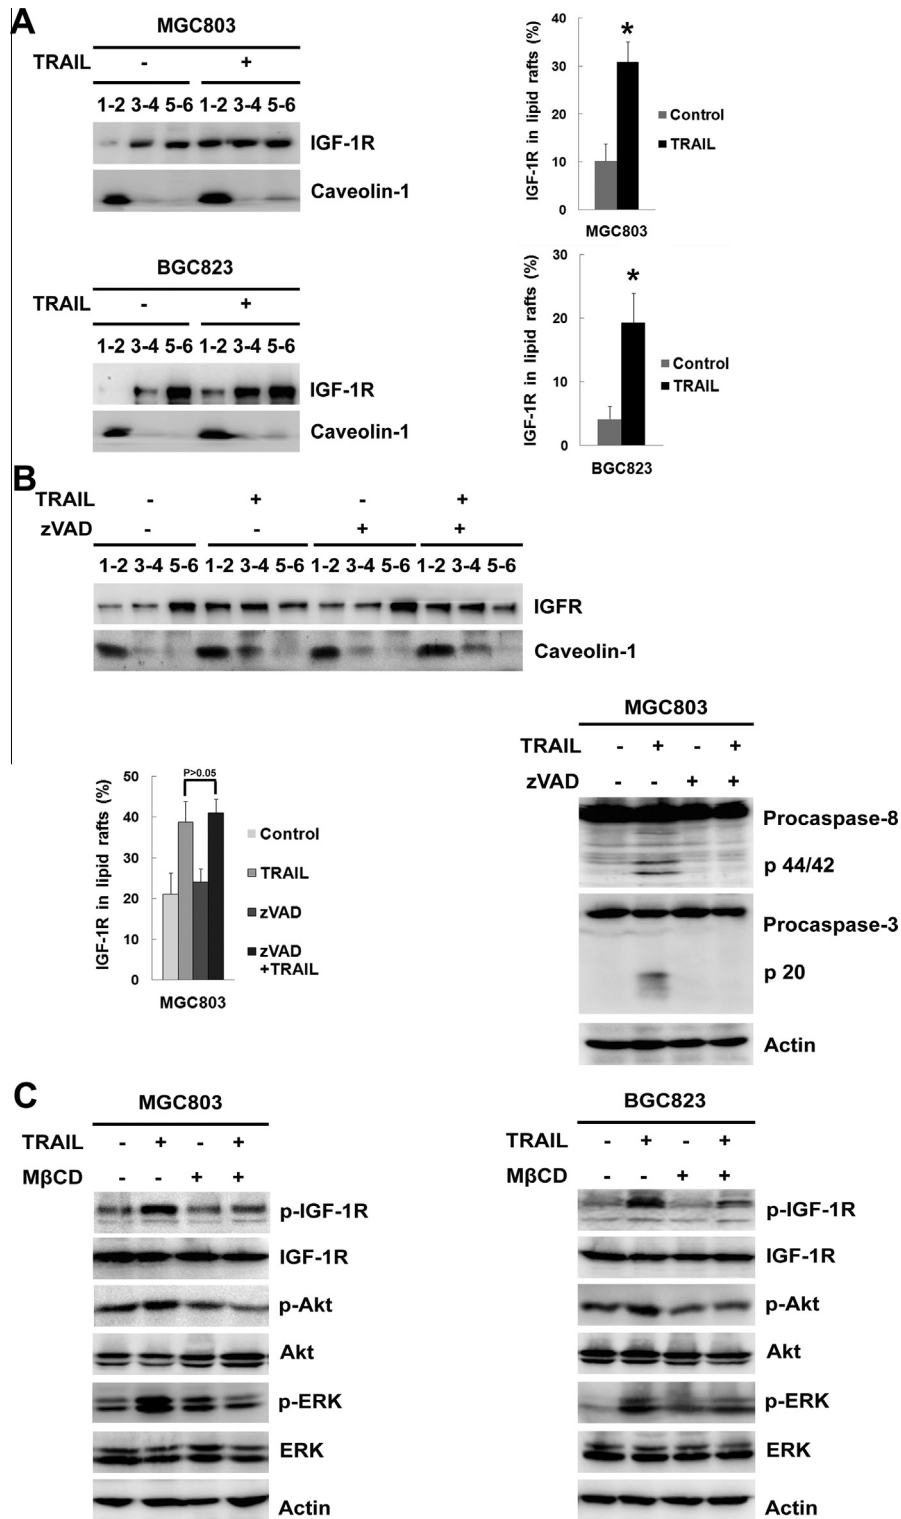 A
MGC803
TRAIL - +
1-2 3-4 5-6 1-2 3-4 5-6
IGF-1R
Caveolin-1
IGF-1R in lipid rafts (%)
40
30
20
10
0
*
Control
TRAIL
MGC803
BGC823
TRAIL - +
1-2 3-4 5-6 1-2 3-4 5-6
IGF-1R
Caveolin-1
IGF-1R in lipid rafts (%)
30
20
10
0
*
Control
TRAIL
BGC823
B
TRAIL - + - +
zVAD - - + +
1-2 3-4 5-6 1-2 3-4 5-6 1-2 3-4 5-6 1-2 3-4 5-6
IGFR
Caveolin-1
IGF-1R in lipid rafts (%)
50
40
30
20
10
0
P>0.05
Control
TRAIL
zVAD
zVAD
+TRAIL
MGC803
MGC803
TRAIL - + - +
zVAD - - + +
Procaspase-8
p 44/42
Procaspase-3
p 20
Actin
C
MGC803
TRAIL - + - +
MβCD - - + +
p-IGF-1R
IGF-1R
p-Akt
Akt
p-ERK
ERK
Actin
BGC823
TRAIL - + - +
MβCD - - + +
p-IGF-1R
IGF-1R
p-Akt
Akt
p-ERK
ERK
Actin